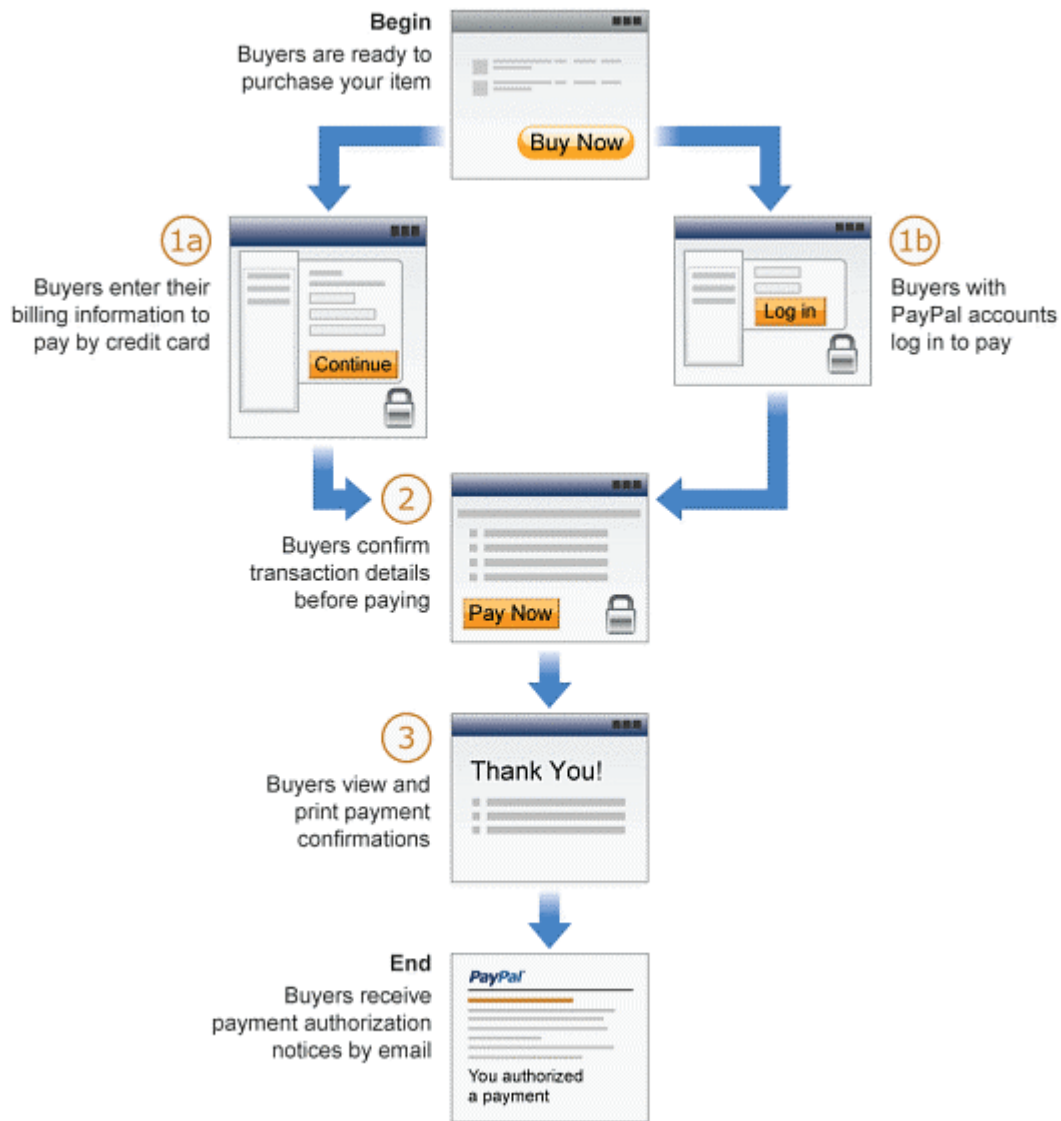 Begin
Buyers are ready to
purchase your item
Buy Now
1a
Buyers enter their
billing information to
pay by credit card
Continue
1b
Buyers with
PayPal accounts
log in to pay
Log in
2
Buyers confirm
transaction details
before paying
Pay Now
3
Buyers view and
print payment
confirmations
Thank You!
End
Buyers receive
payment authorization
notices by email
PayPal
You authorized
a payment